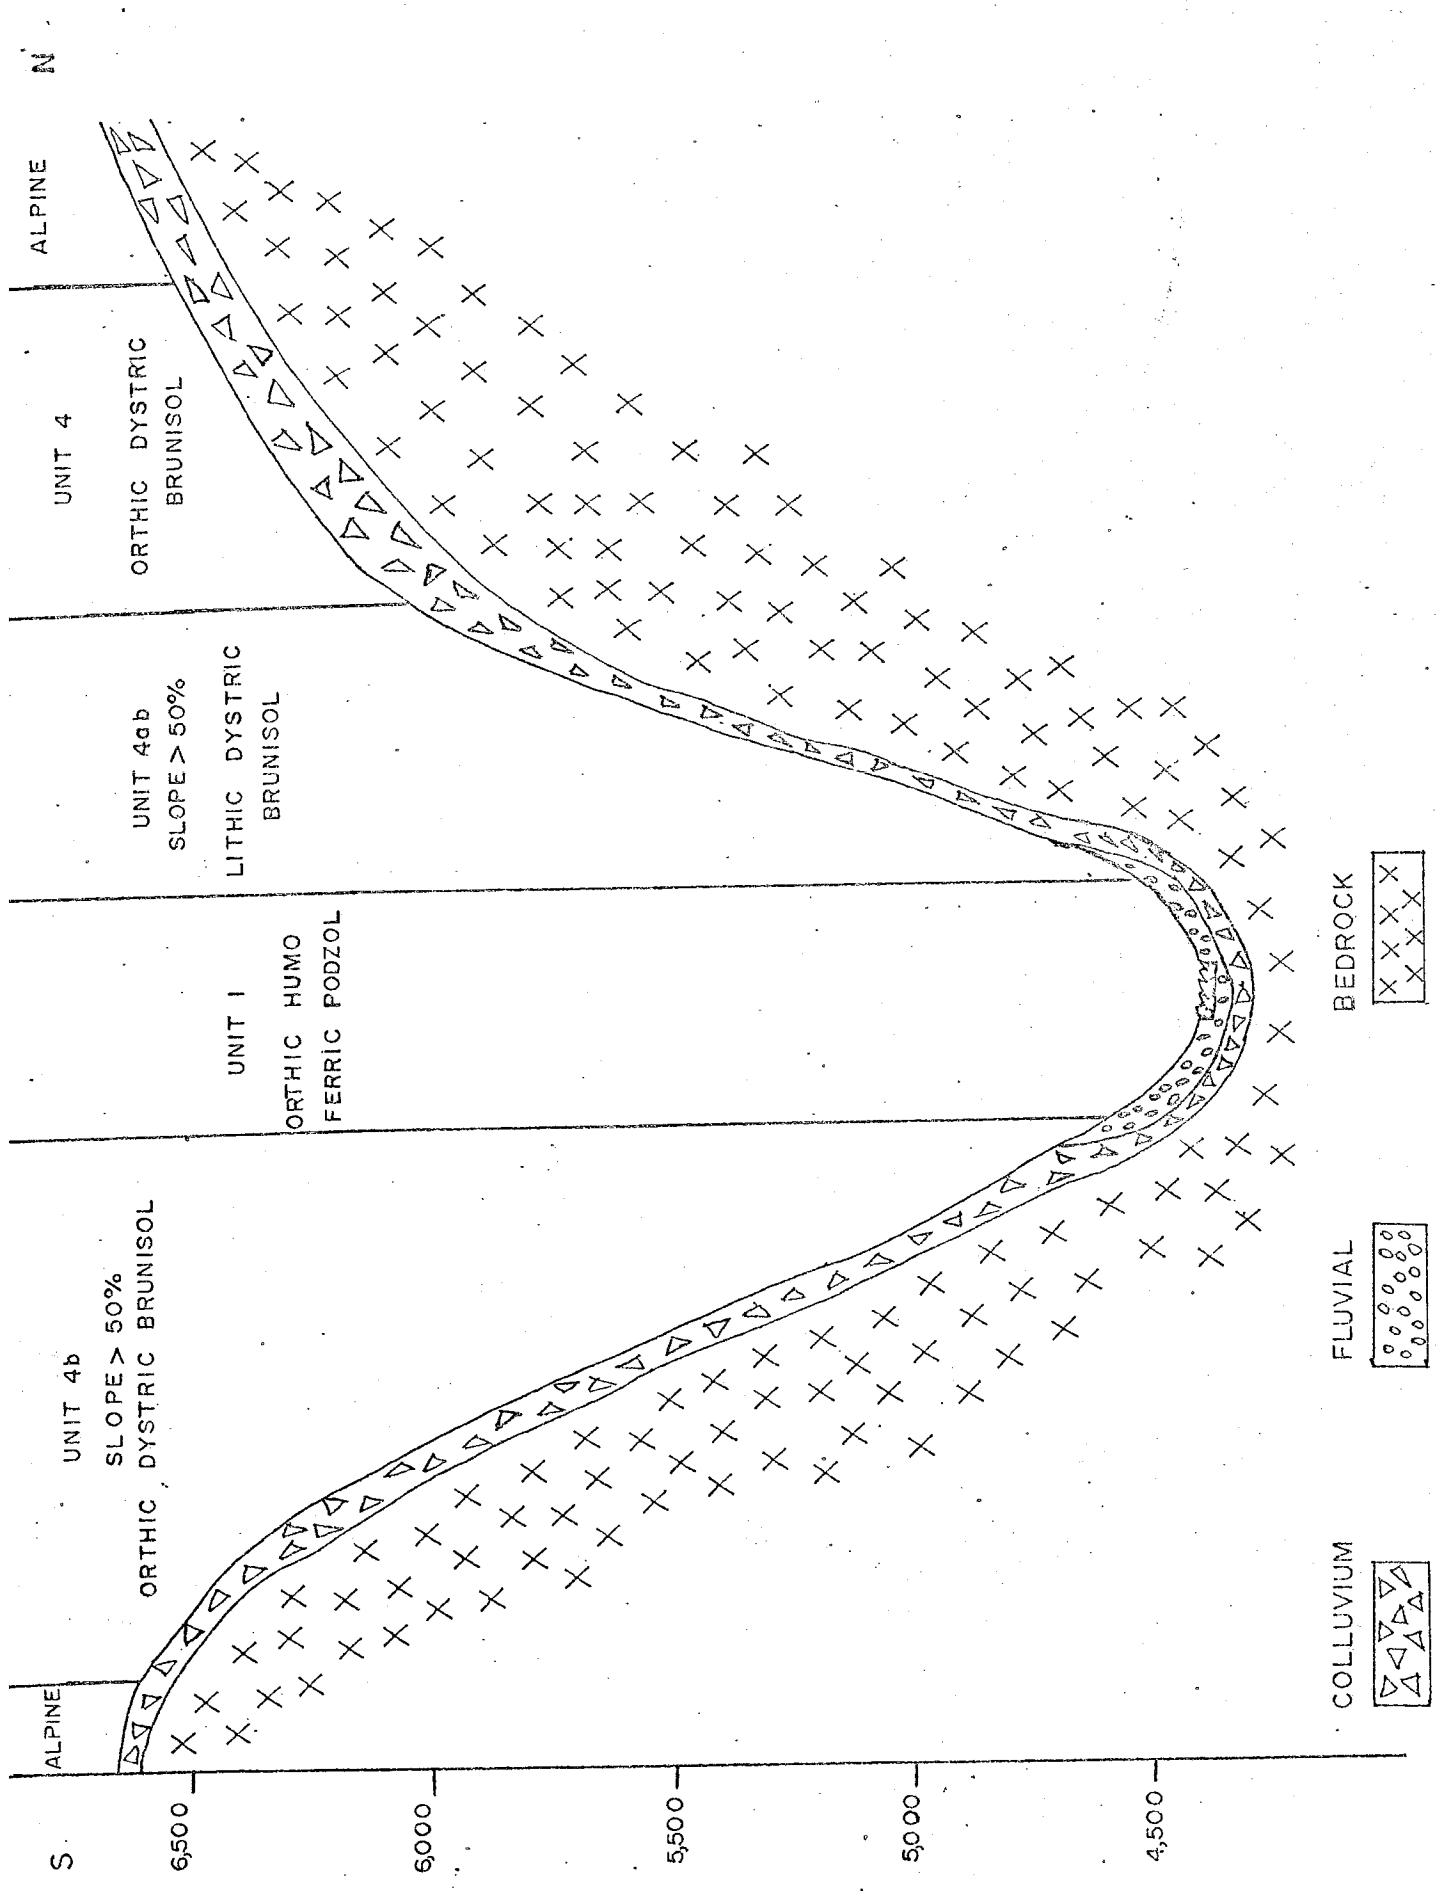 S.
N
ALPINE
UNIT 4b
SLOPE > 50%
ORTHIC DYSTRIC BRUNISOL
UNIT 1
ORTHIC HUMO
FERRIC PODZOL
UNIT 4ab
SLOPE > 50%
LITHIC DYSTRIC
BRUNISOL
UNIT 4
ORTHIC DYSTRIC
BRUNISOL
ALPINE
6,500
6,000
5,500
5,000
4,500
COLLUVIUM
FLUVIAL
BEDROCK